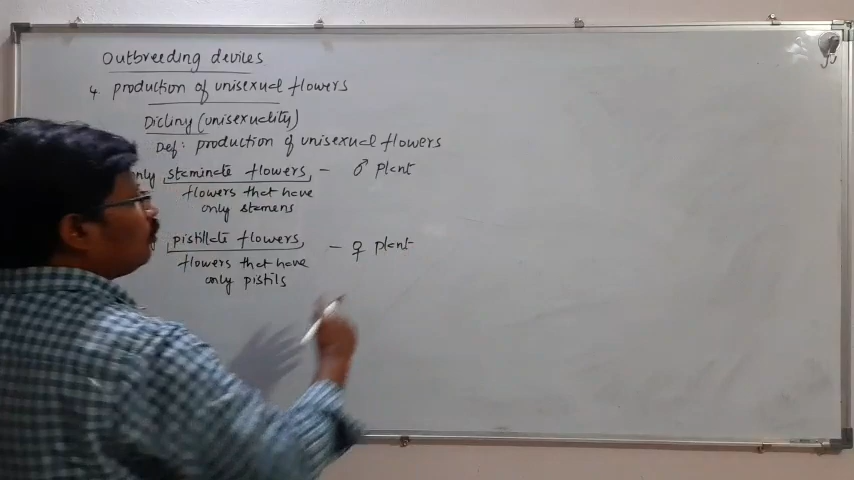 Outbreeding devices
4 production of unisexual flowers
Dicliny (unisexuality)
Def: production of unisexual flowers
only staminate flowers, - ♂ plant
flowers that have
only stamens
pistillate flowers, - ♀ plant
flowers that have
only pistils